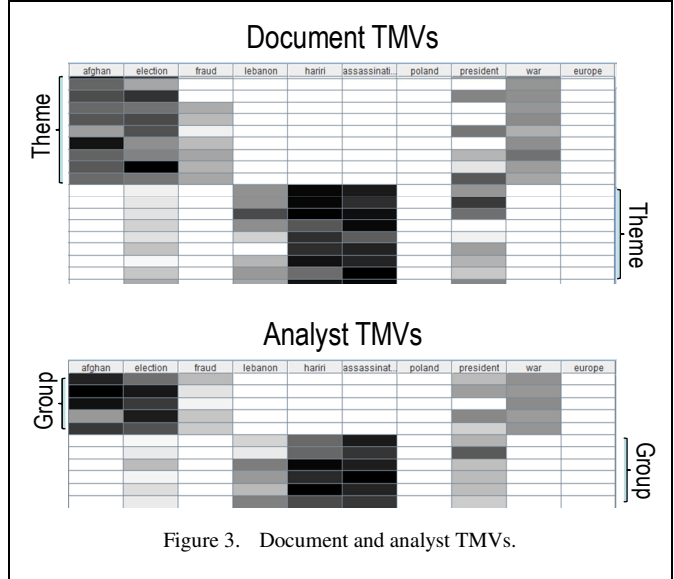 Document TMVs
afghan election fraud lebanon hariri assassinati... poland president war europe
Theme
Theme
Analyst TMVs
afghan election fraud lebanon hariri assassinat... poland president war europe
Group
Group
Figure 3. Document and analyst TMVs.